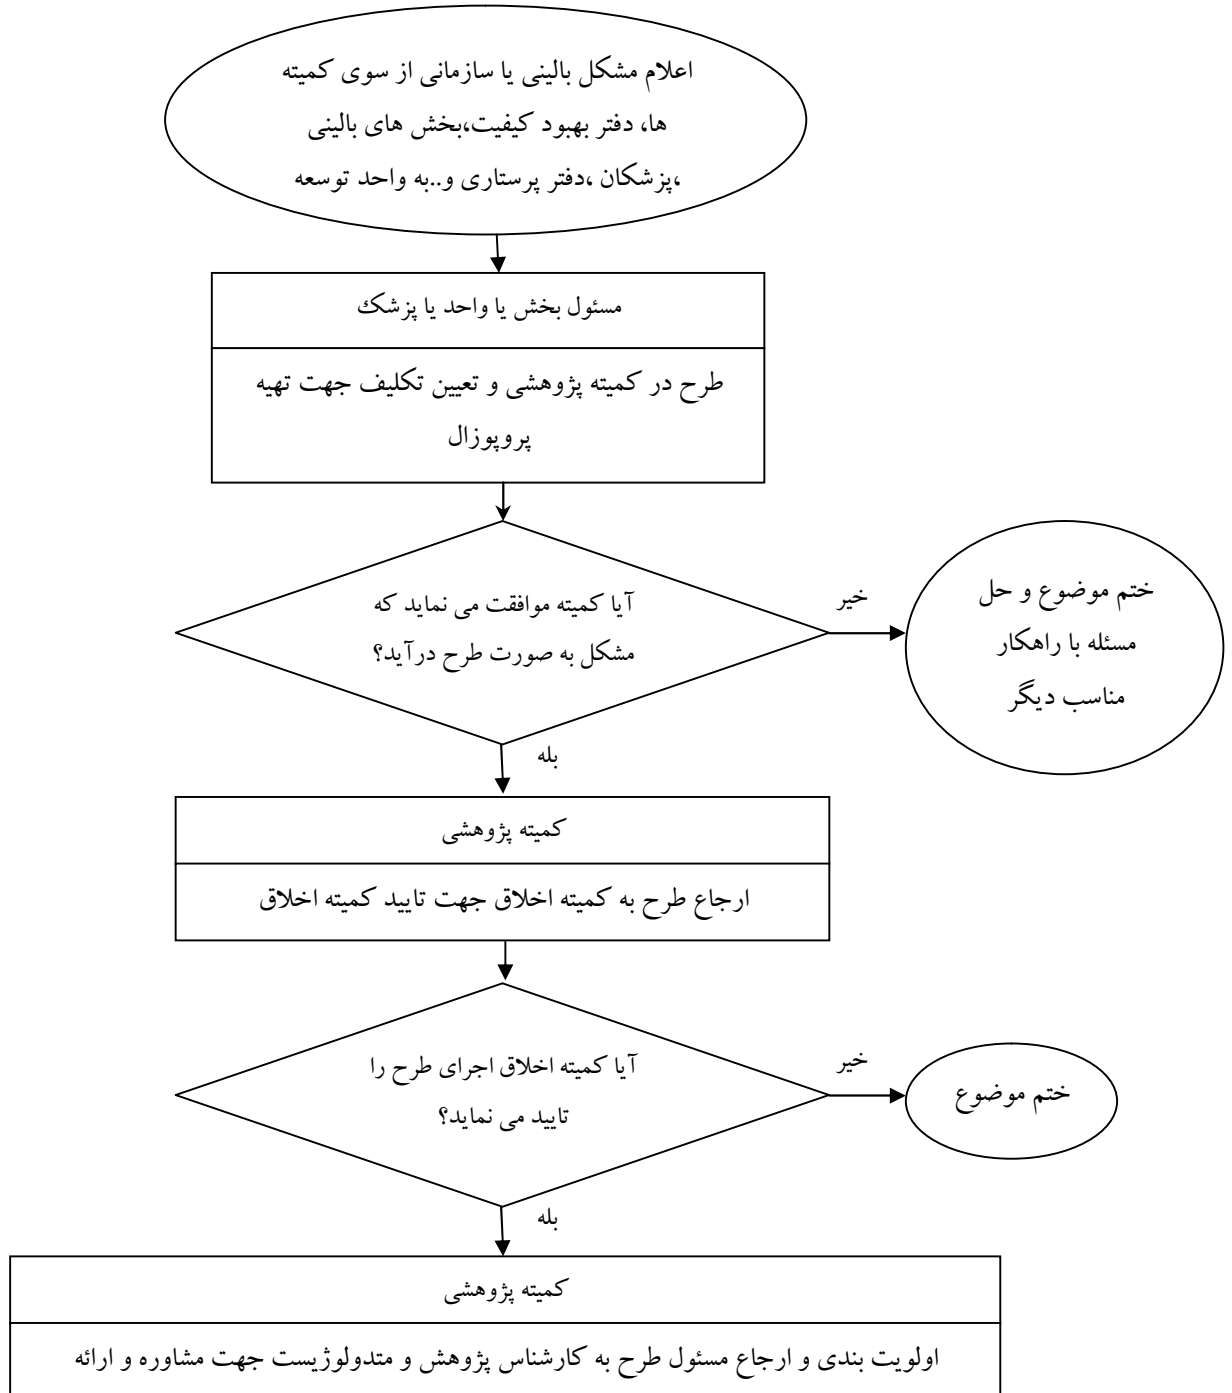 اعلام مشکل بالینی یا سازمانی از سوی کمیته
ها، دفتر بهبود کیفیت،بخش های بالینی
،پزشکان ،دفتر پرستاری و..به واحد توسعه
مسئول بخش یا واحد یا پزشک
طرح در کمیته پژوهشی و تعیین تکلیف جهت تهیه
پروپوزال
آیا کمیته موافقت می نماید که
مشکل به صورت طرح درآید؟
خیر
ختم موضوع و حل
مسئله با راهکار
مناسب دیگر
بله
کمیته پژوهشی
ارجاع طرح به کمیته اخلاق جهت تایید کمیته اخلاق
آیا کمیته اخلاق اجرای طرح را
تایید می نماید؟
خیر
ختم موضوع
بله
کمیته پژوهشی
اولویت بندی و ارجاع مسئول طرح به کارشناس پژوهش و متدولوژیست جهت مشاوره و ارائه